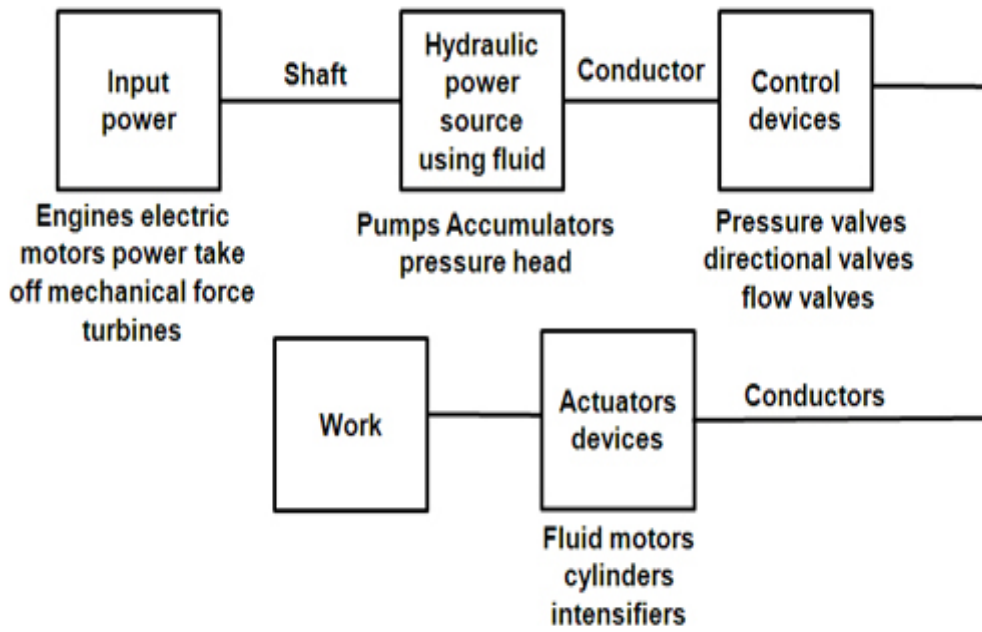 Input
power
Shaft
Hydraulic
power
source
using fluid
Conductor
Control
devices
Engines electric
motors power take
off mechanical force
turbines
Pumps Accumulators
pressure head
Pressure valves
directional valves
flow valves
Work
Actuators
devices
Conductors
Fluid motors
cylinders
intensifiers